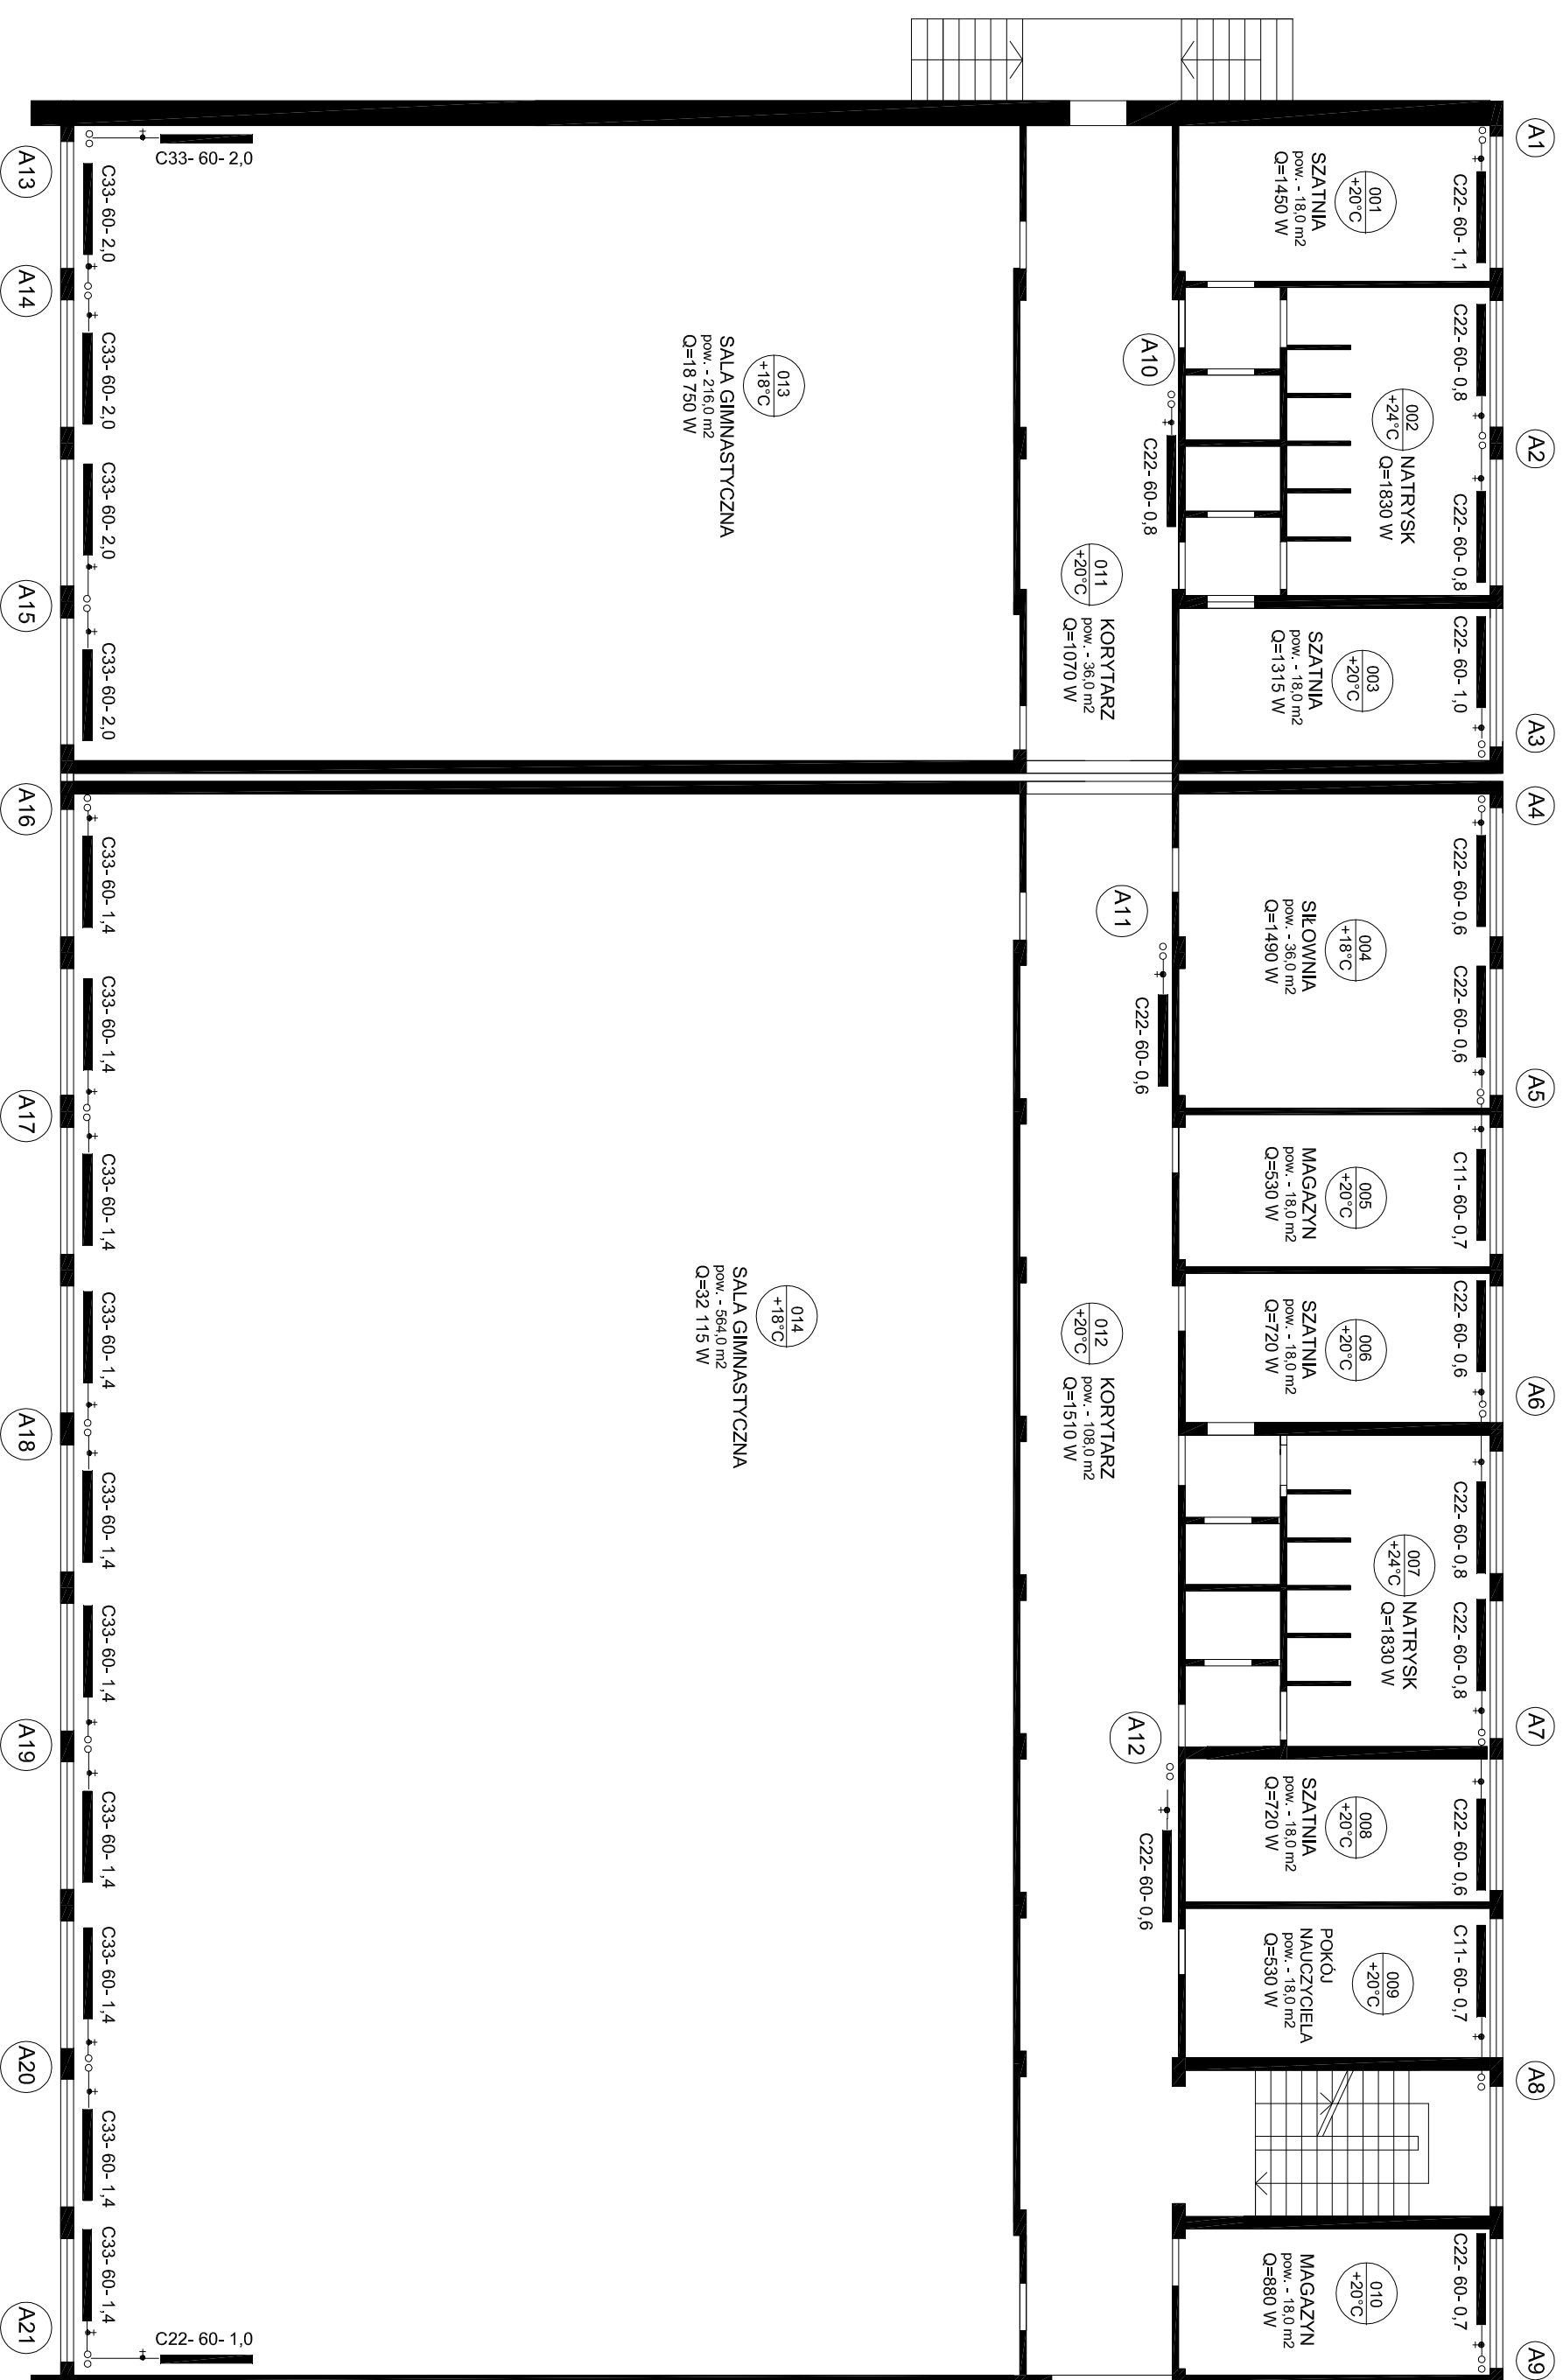 A1
A2
A3
A4
A5
A6
A7
A8
A9
C22- 60- 1,1
C22- 60- 0,8
C22- 60- 0,8
C22- 60- 1,0
C22- 60- 0,6
C22- 60- 0,6
C11- 60- 0,7
C22- 60- 0,6
C22- 60- 0,8
C22- 60- 0,8
C22- 60- 0,6
C11- 60- 0,7
C22- 60- 0,7
001
+20°C
SZATNIA
pow. - 18,0 m2
Q=1450 W
002
+24°C
NATRYSK
Q=1830 W
003
+20°C
SZATNIA
pow. - 18,0 m2
Q=1315 W
004
+18°C
SIŁOWNIA
pow. - 36,0 m2
Q=1490 W
005
+20°C
MAGAZYN
pow. - 18,0 m2
Q=530 W
006
+20°C
SZATNIA
pow. - 18,0 m2
Q=720 W
007
+24°C
NATRYSK
Q=1830 W
008
+20°C
SZATNIA
pow. - 18,0 m2
Q=720 W
009
+20°C
POKÓJ
NAUCZYCIELA
pow. - 18,0 m2
Q=530 W
010
+20°C
MAGAZYN
pow. - 18,0 m2
Q=880 W
A10
C22- 60- 0,8
A11
C22- 60- 0,6
A12
C22- 60- 0,6
011
+20°C
KORYTARZ
pow. - 36,0 m2
Q=1070 W
012
+20°C
KORYTARZ
pow. - 108,0 m2
Q=1510 W
013
+18°C
SALA GIMNASTYCZNA
pow. - 216,0 m2
Q=18 750 W
014
+18°C
SALA GIMNASTYCZNA
pow. - 564,0 m2
Q=32 115 W
C33- 60- 2,0
C22- 60- 1,0
C33- 60- 2,0
C33- 60- 2,0
C33- 60- 2,0
C33- 60- 2,0
C33- 60- 1,4
C33- 60- 1,4
C33- 60- 1,4
C33- 60- 1,4
C33- 60- 1,4
C33- 60- 1,4
C33- 60- 1,4
C33- 60- 1,4
C33- 60- 1,4
C33- 60- 1,4
A13
A14
A15
A16
A17
A18
A19
A20
A21